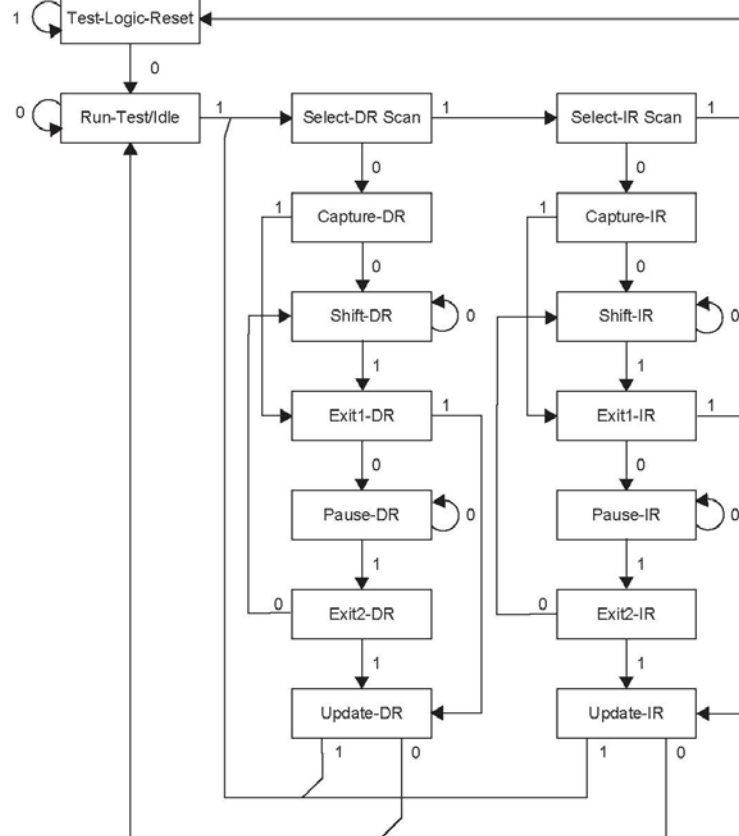 1 Test-Logic-Reset
0
0 Run-Test/Idle 1 Select-DR Scan 1 Select-IR Scan 1
0 0
1 Capture-DR 1 Capture-IR
0 0
Shift-DR 0 Shift-IR 0
1 1
Exit1-DR 1 Exit1-IR 1
0 0
Pause-DR 0 Pause-IR 0
1 1
0 Exit2-DR 0 Exit2-IR
1 1
Update-DR Update-IR
1 0 1 0